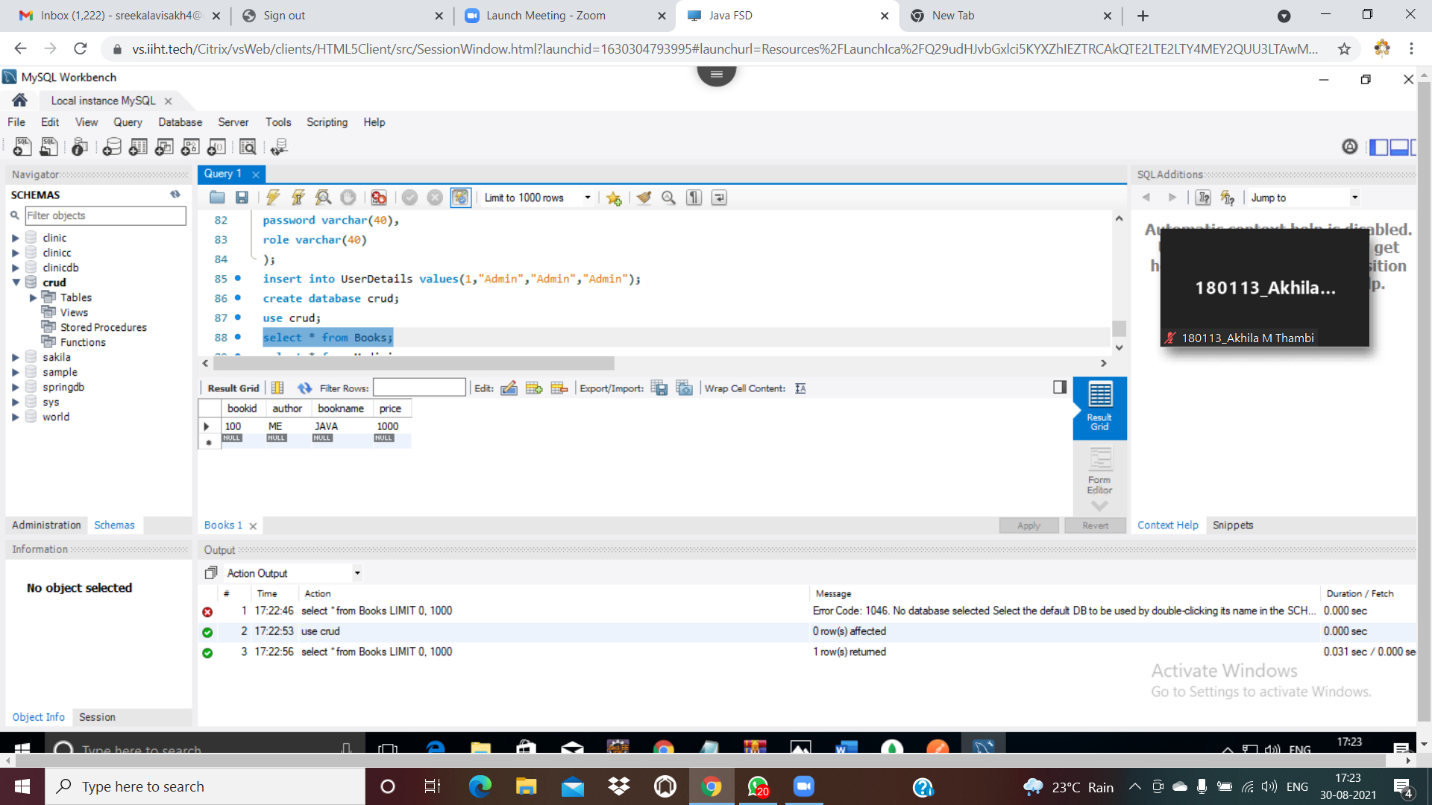 Inbox (1,222) - sreekalavisakh4@
Sign out
Launch Meeting - Zoom
Java FSD
New Tab
vs.iiht.tech/Citrix/vsWeb/clients/HTML5Client/src/SessionWindow.html?launchid=1630304793995#launchurl=Resources%2FLaunchIca%2FQ29udHJvbGxlci5KYXZhIEZTRCAkQTE2LTE2LTY4MEY2QUU3LTAwM...
MySQL Workbench
Local instance MySQL
File Edit View Query Database Server Tools Scripting Help
Navigator
SCHEMAS
Filter objects
clinic
clinicc
clinicdb
crud
Tables
Views
Stored Procedures
Functions
sakila
sample
springdb
sys
world
Administration Schemas
Information
No object selected
Object Info Session
Query 1
Limit to 1000 rows
82 password varchar(40),
83 role varchar(40)
84 );
85 insert into UserDetails values(1,"Admin","Admin","Admin");
86 create database crud;
87 use crud;
88 select * from Books;
Result Grid Filter Rows: Edit: Export/Import: Wrap Cell Content:
bookid author bookname price
100 ME JAVA 1000
NULL NULL NULL NULL
Result
Grid
Form
Editor
Books 1
Apply Revert
SQLAdditions
Jump to
Automatic context help is disabled.
get
sition
180113_Akhila...
180113_Akhila M Thambi
Context Help Snippets
Output
Action Output
# Time Action Message Duration / Fetch
1 17:22:46 select * from Books LIMIT 0, 1000 Error Code: 1046. No database selected Select the default DB to be used by double-clicking its name in the SCH... 0.000 sec
2 17:22:53 use crud 0 row(s) affected 0.000 sec
3 17:22:56 select * from Books LIMIT 0, 1000 1 row(s) returned 0.031 sec / 0.000 se
Activate Windows
Go to Settings to activate Windows.
Type here to search
ENG
17:23
Type here to search
20
23°C Rain
ENG
17:23
30-08-2021
4